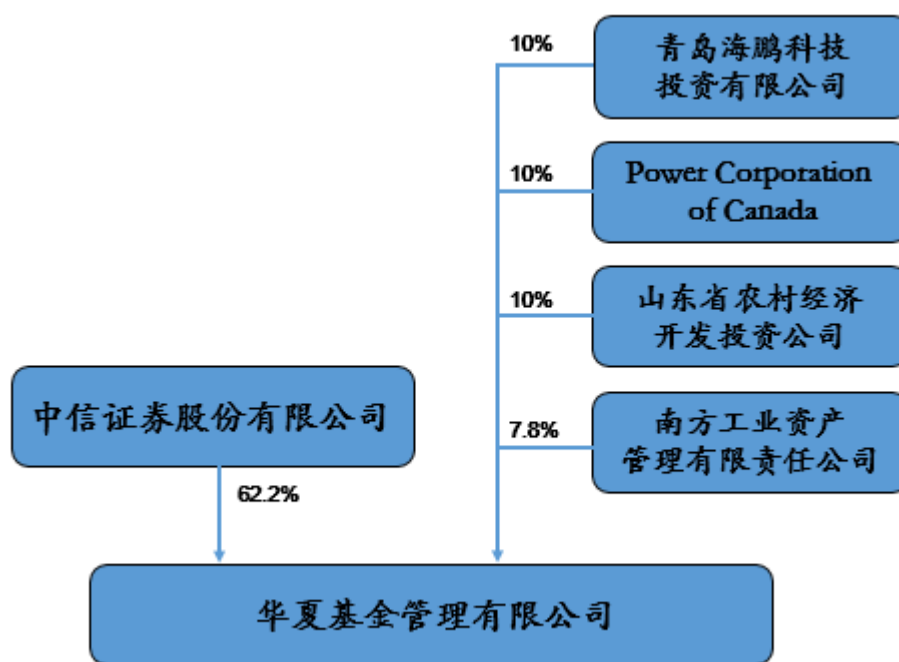 10%
青岛海鹏科技
投资有限公司
10%
Power Corporation
of Canada
10%
山东省农村经济
开发投资公司
中信证券股份有限公司
7.8%
南方工业资产
管理有限责任公司
62.2%
华夏基金管理有限公司